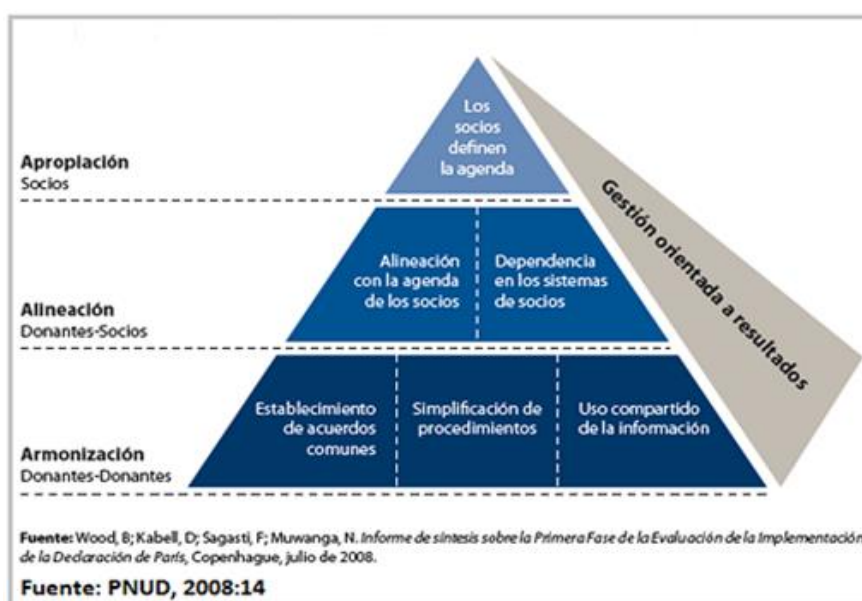 Los
socios
definen
la agenda
Apropiación
Socios
Gestión orientada a resultados
Alineación
con la agenda
de los socios
Dependencia
en los sistemas
de socios
Alineación
Donantes-Socios
Establecimiento
de acuerdos
comunes
Simplificación de
procedimientos
Uso compartido
de la información
Armonización
Donantes-Donantes
Fuente: Wood, B; Kabell, D; Sagasti, F; Muwanga, N. Informe de síntesis sobre la Primera Fase de la Evaluación de la Implementación
de la Declaración de París, Copenhague, julio de 2008.
Fuente: PNUD, 2008:14